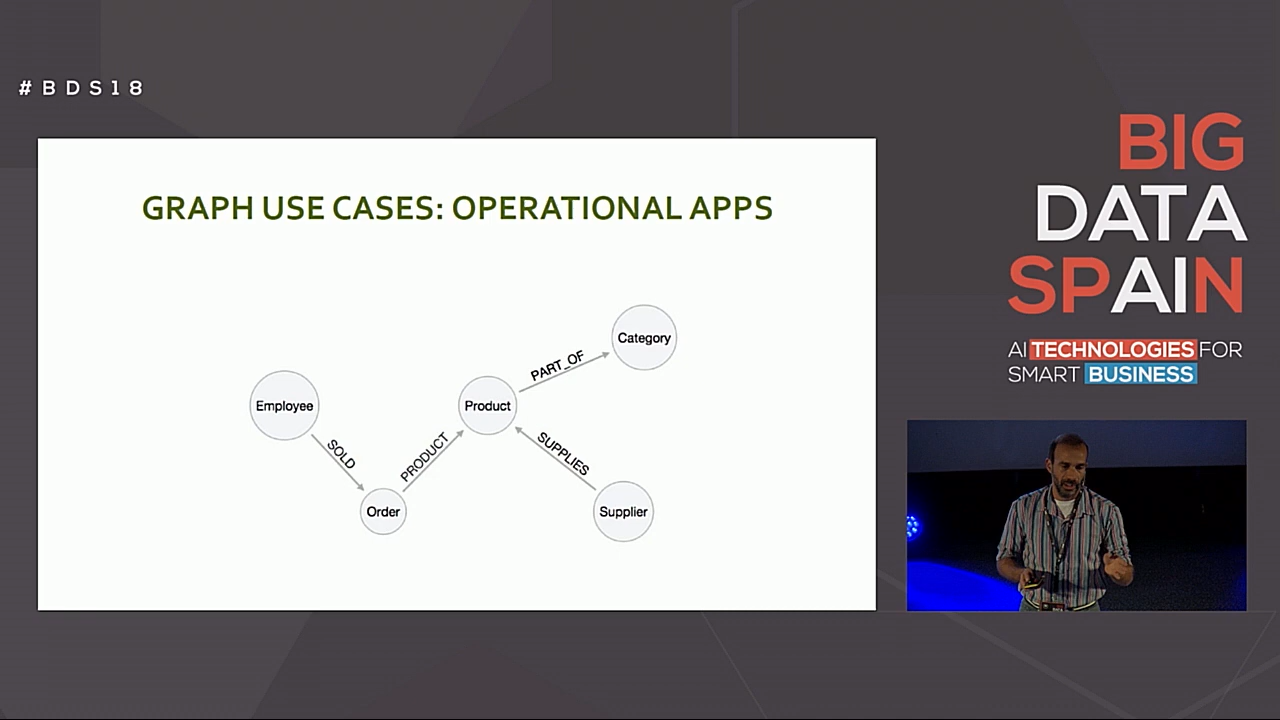 #BDS18
GRAPH USE CASES: OPERATIONAL APPS
Category
PART_OF
Employee
Product
SOLD
PRODUCT
SUPPLIES
Order
Supplier
BIG
DATA
SPAIN
AI TECHNOLOGIES FOR
SMART BUSINESS